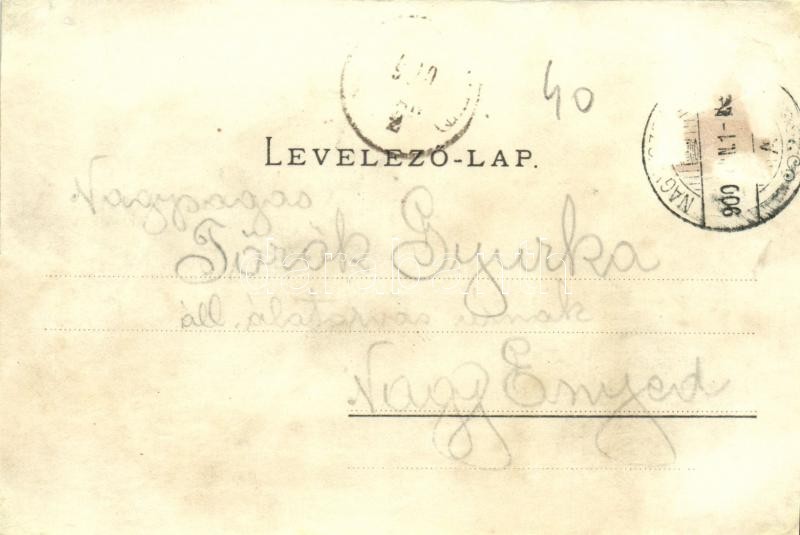 40
LEVELEZŐ-LAP.
Nagyságos
Török Gyurka
áll. állatorvos úrnak
Nagy Enyed